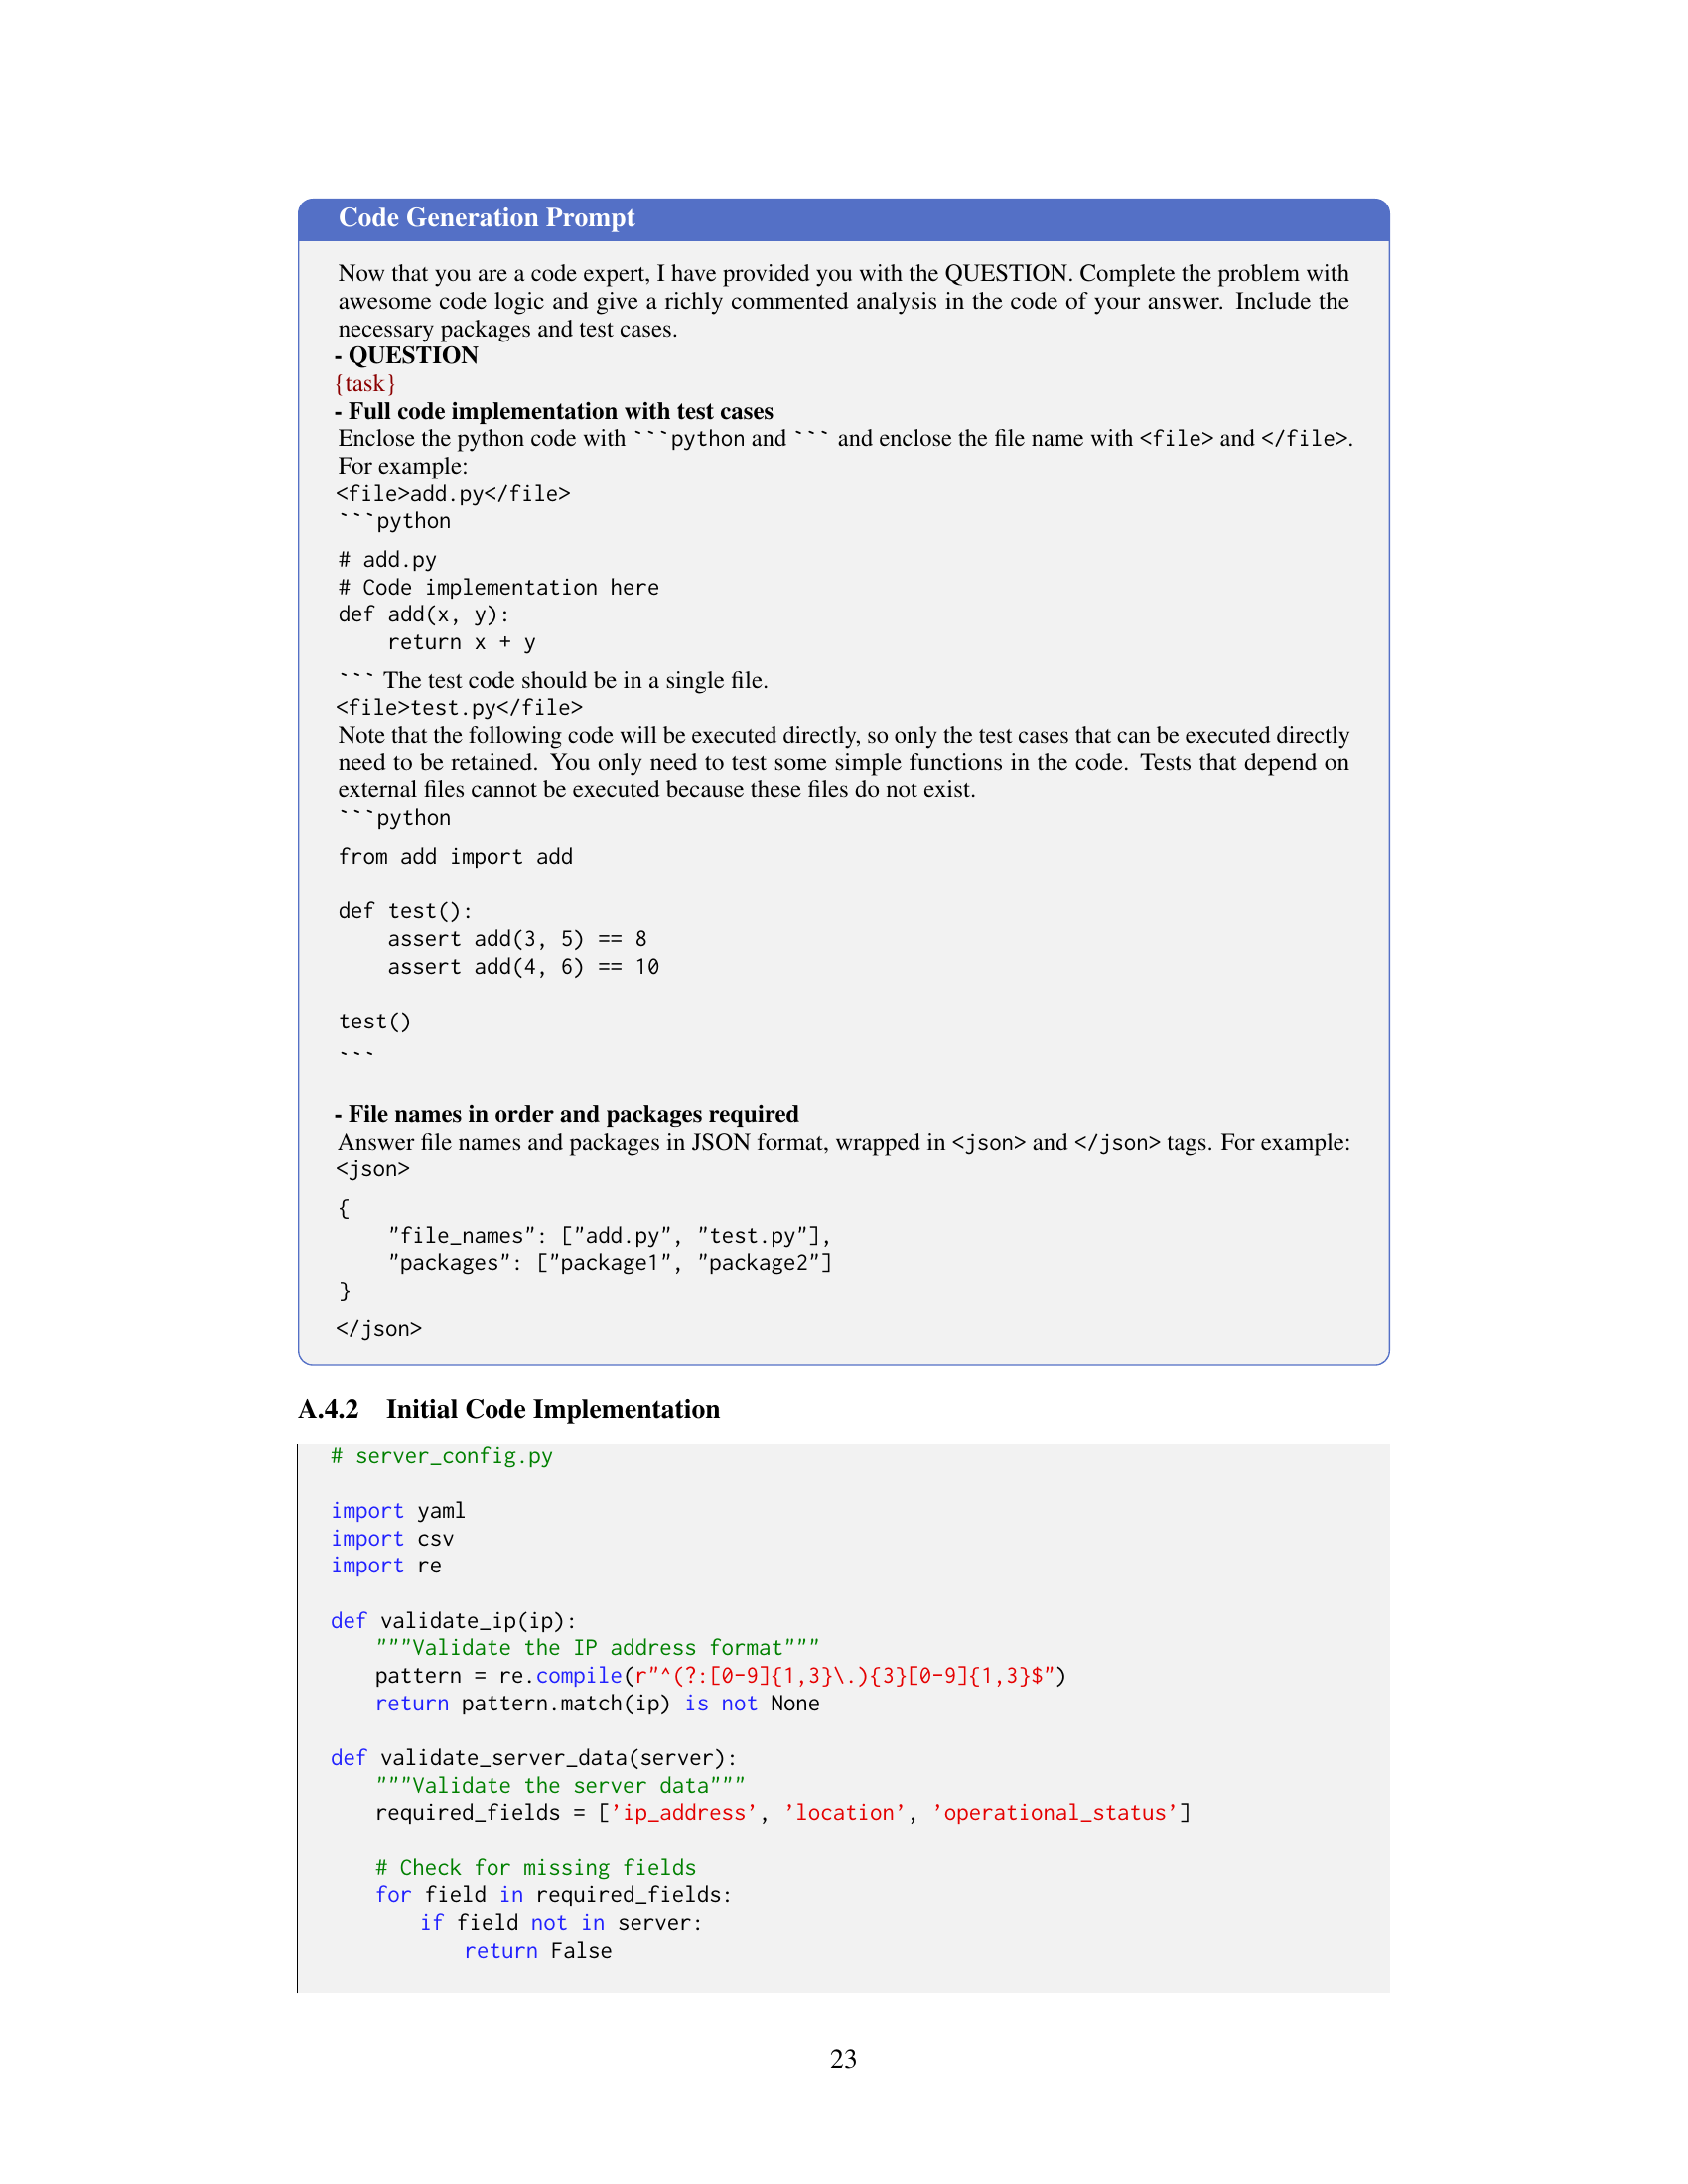 Code Generation Prompt
Now that you are a code expert, I have provided you with the QUESTION. Complete the problem with
awesome code logic and give a richly commented analysis in the code of your answer. Include the
necessary packages and test cases.
- QUESTION
{task}
- Full code implementation with test cases
Enclose the python code with ```python and ``` and enclose the file name with <file> and </file>.
For example:
<file>add.py</file>
```python
# add.py
# Code implementation here
def add(x, y):
    return x + y
``` The test code should be in a single file.
<file>test.py</file>
Note that the following code will be executed directly, so only the test cases that can be executed directly
need to be retained. You only need to test some simple functions in the code. Tests that depend on
external files cannot be executed because these files do not exist.
```python
from add import add
def test():
    assert add(3, 5) == 8
    assert add(4, 6) == 10
test()
```
- File names in order and packages required
Answer file names and packages in JSON format, wrapped in <json> and </json> tags. For example:
<json>
{
    "file_names": ["add.py", "test.py"],
    "packages": ["package1", "package2"]
}
</json>
A.4.2 Initial Code Implementation
# server_config.py
import yaml
import csv
import re
def validate_ip(ip):
    """Validate the IP address format"""
    pattern = re.compile(r"^(?:[0-9]{1,3}\.){3}[0-9]{1,3}$")
    return pattern.match(ip) is not None
def validate_server_data(server):
    """Validate the server data"""
    required_fields = ['ip_address', 'location', 'operational_status']
    # Check for missing fields
    for field in required_fields:
        if field not in server:
            return False
23